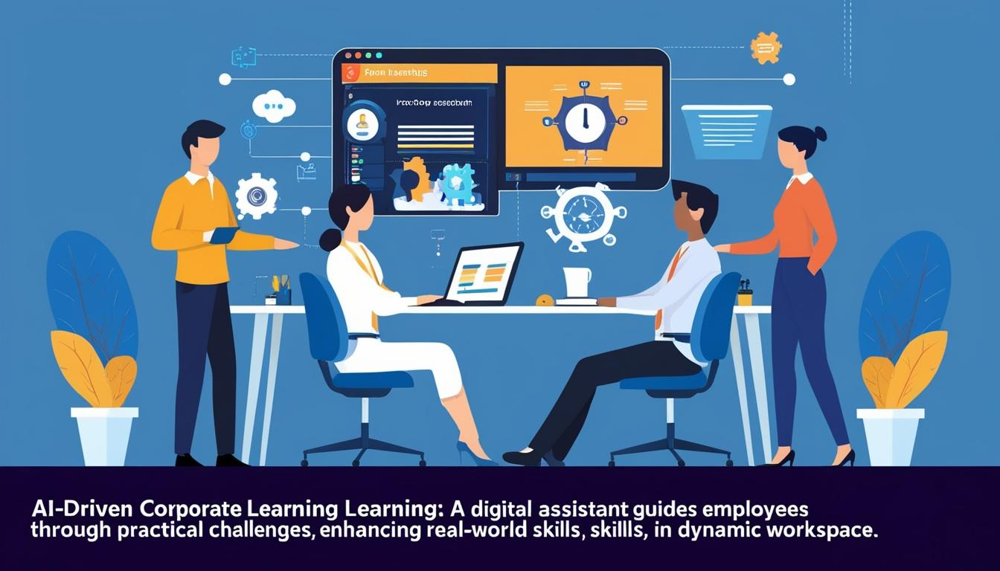 AI-Driven Corporate Learning Learning: A digital assistant guides employees
through practical challenges, enhancing real-world skills, skillls, in dynamic workspace.